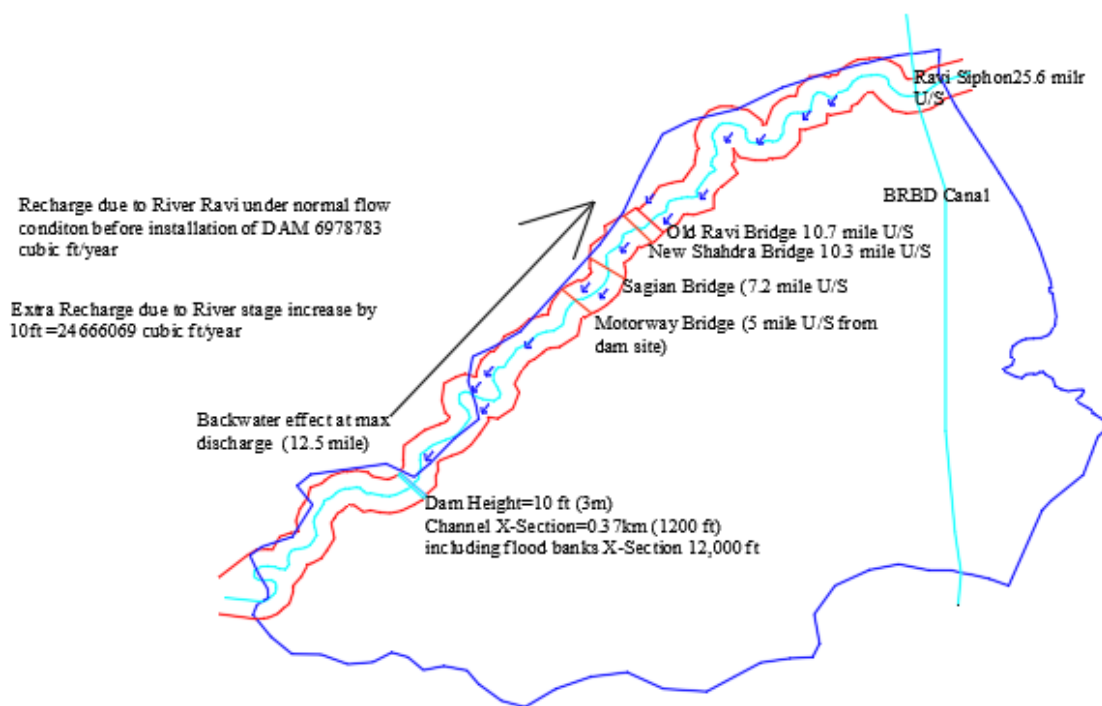 Ravi Siphon25.6 milr
U/S
BRBD Canal
Recharge due to River Ravi under normal flow
conditon before installation of DAM 6978783
cubic ft/year
Old Ravi Bridge 10.7 mile U/S
New Shahdra Bridge 10.3 mile U/S
Sagian Bridge (7.2 mile U/S
Extra Recharge due to River stage increase by
10ft =24666069 cubic ft/year
Motorway Bridge (5 mile U/S from
dam site)
Backwater effect at max
discharge (12.5 mile)
Dam Height=10 ft (3m)
Channel X-Section=0.37km (1200 ft)
including flood banks X-Section 12,000 ft